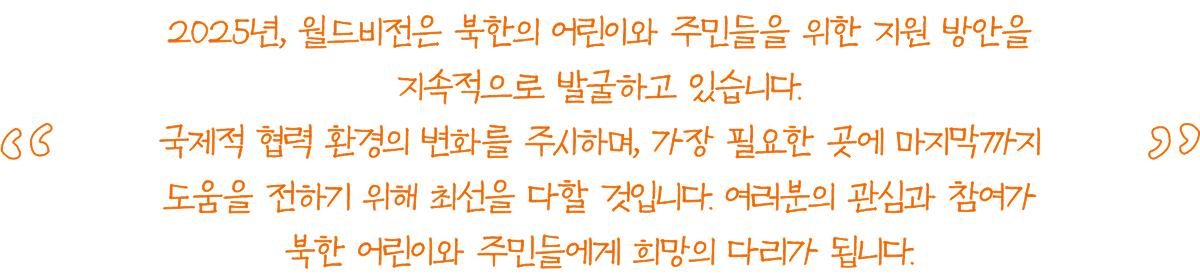 2025년, 월드비전은 북한의 어린이와 주민들을 위한 지원 방안을
지속적으로 발굴하고 있습니다.
“ 국제적 협력 환경의 변화를 주시하며, 가장 필요한 곳에 마지막까지 ”
도움을 전하기 위해 최선을 다할 것입니다. 여러분의 관심과 참여가
북한 어린이와 주민들에게 희망의 다리가 됩니다.